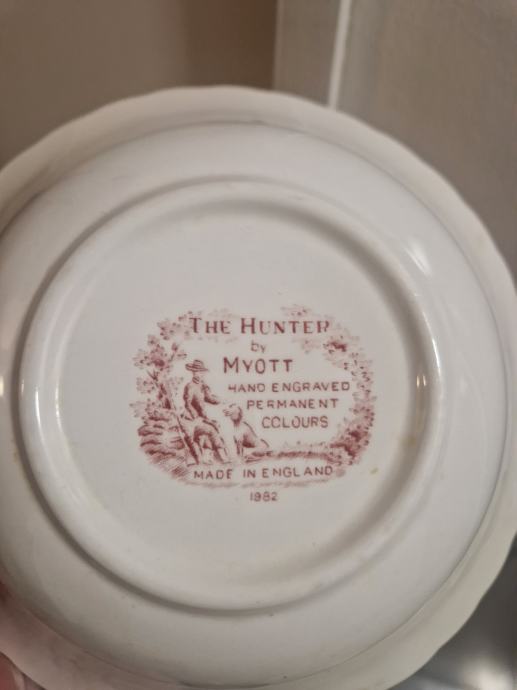 THE HUNTER
by
MYOTT
HAND ENGRAVED
PERMANENT
COLOURS
MADE IN ENGLAND
1982